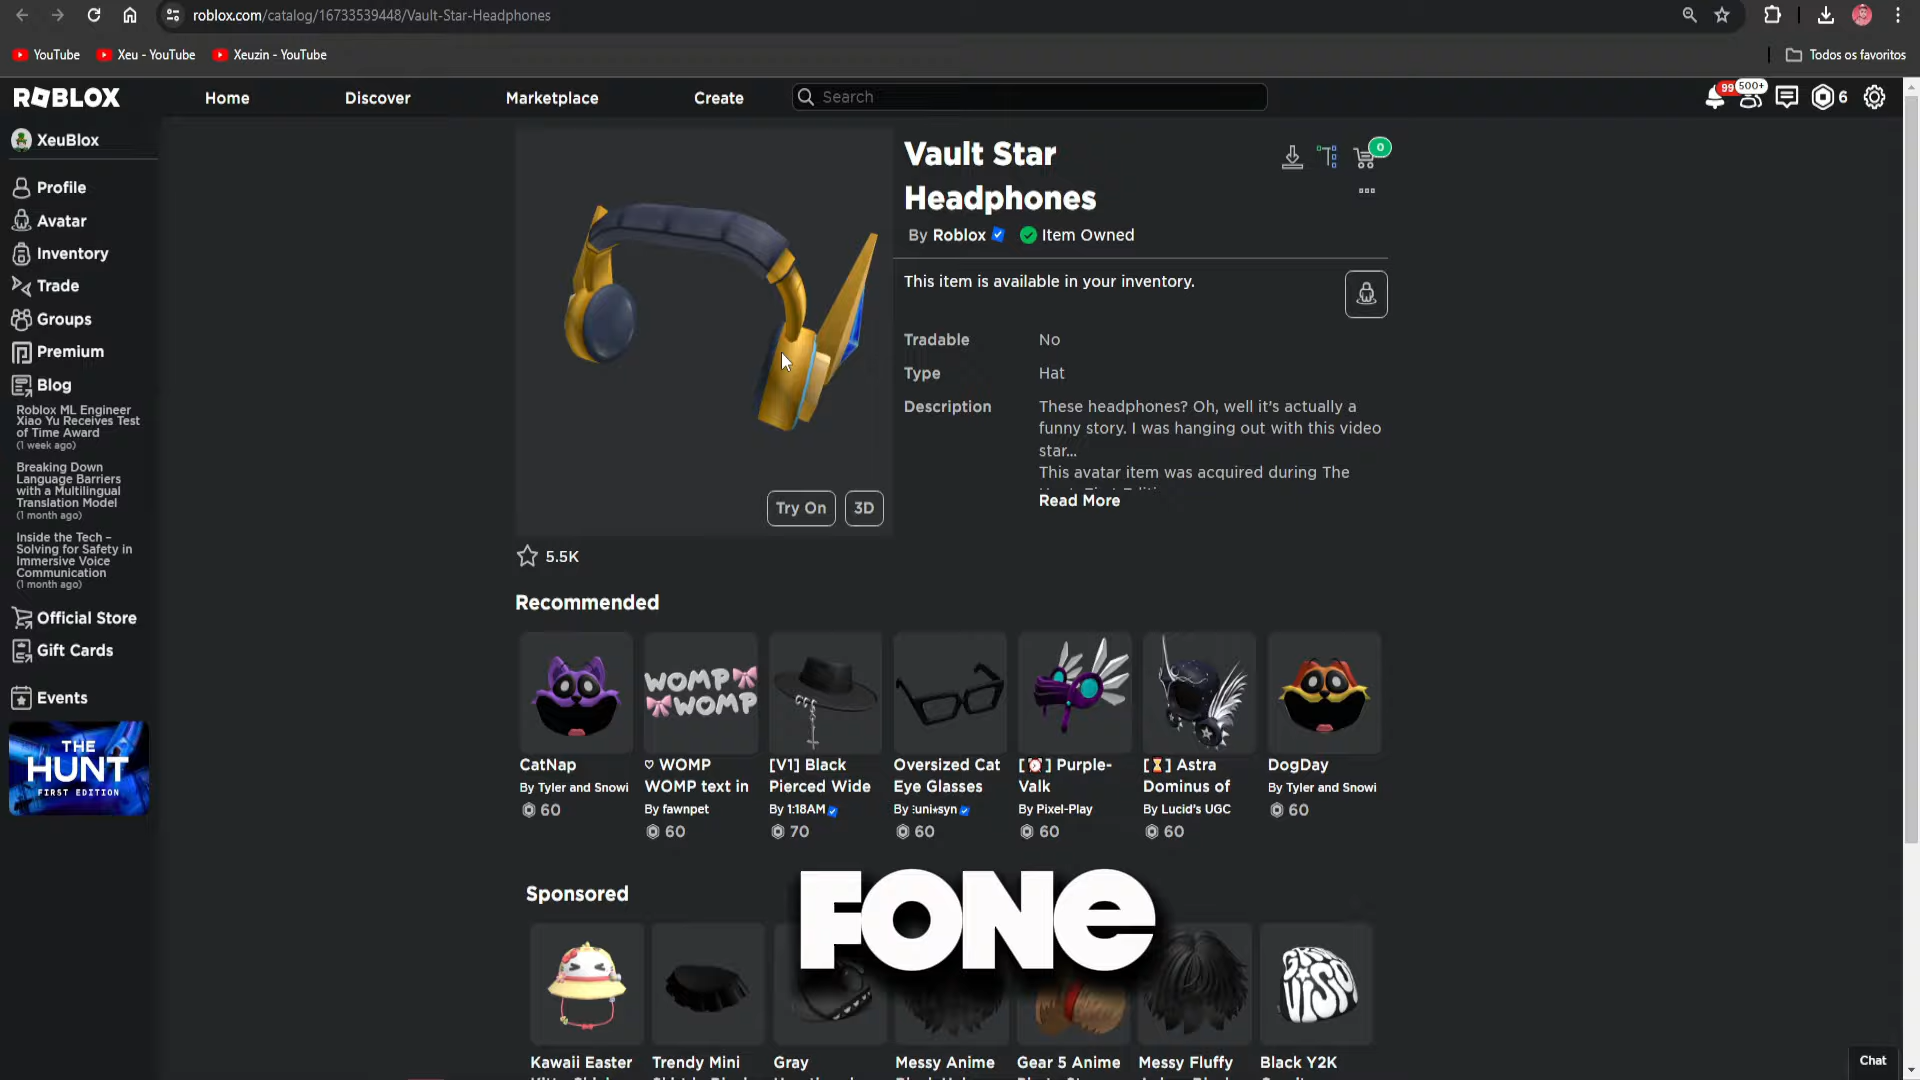 roblox.com/catalog/16733539448/Vault-Star-Headphones
YouTube
Xeu - YouTube
Xeuzin - YouTube
Todos os favoritos
ROBLOX
Home
Discover
Marketplace
Create
Search
99
500+
6
XeuBlox
Profile
Avatar
Inventory
Trade
Groups
Premium
Blog
Roblox ML Engineer
Xiao Yu Receives Test
of Time Award
(1 week ago)
Breaking Down
Language Barriers
with a Multilingual
Translation Model
(1 month ago)
Inside the Tech –
Solving for Safety in
Immersive Voice
Communication
(1 month ago)
Official Store
Gift Cards
Events
THE
HUNT
FIRST EDITION
Try On
3D
5.5K
Vault Star
Headphones
0
By Roblox
Item Owned
This item is available in your inventory.
Tradable
No
Type
Hat
Description
These headphones? Oh, well it's actually a
funny story. I was hanging out with this video
star...
This avatar item was acquired during The
Hunt: First Edition
Read More
Recommended
WOMP
WOMP
CatNap
By Tyler and Snowi
60
♡ WOMP
WOMP text in
By fawnpet
60
[V1] Black
Pierced Wide
By 1:18AM
70
Oversized Cat
Eye Glasses
By :uni★syn
60
[⏰] Purple-
Valk
By Pixel-Play
60
[⏳] Astra
Dominus of
By Lucid's UGC
60
DogDay
By Tyler and Snowi
60
Sponsored
FONE
Kawaii Easter
Trendy Mini
Gray
Messy Anime
Gear 5 Anime
Messy Fluffy
Black Y2K
Chat